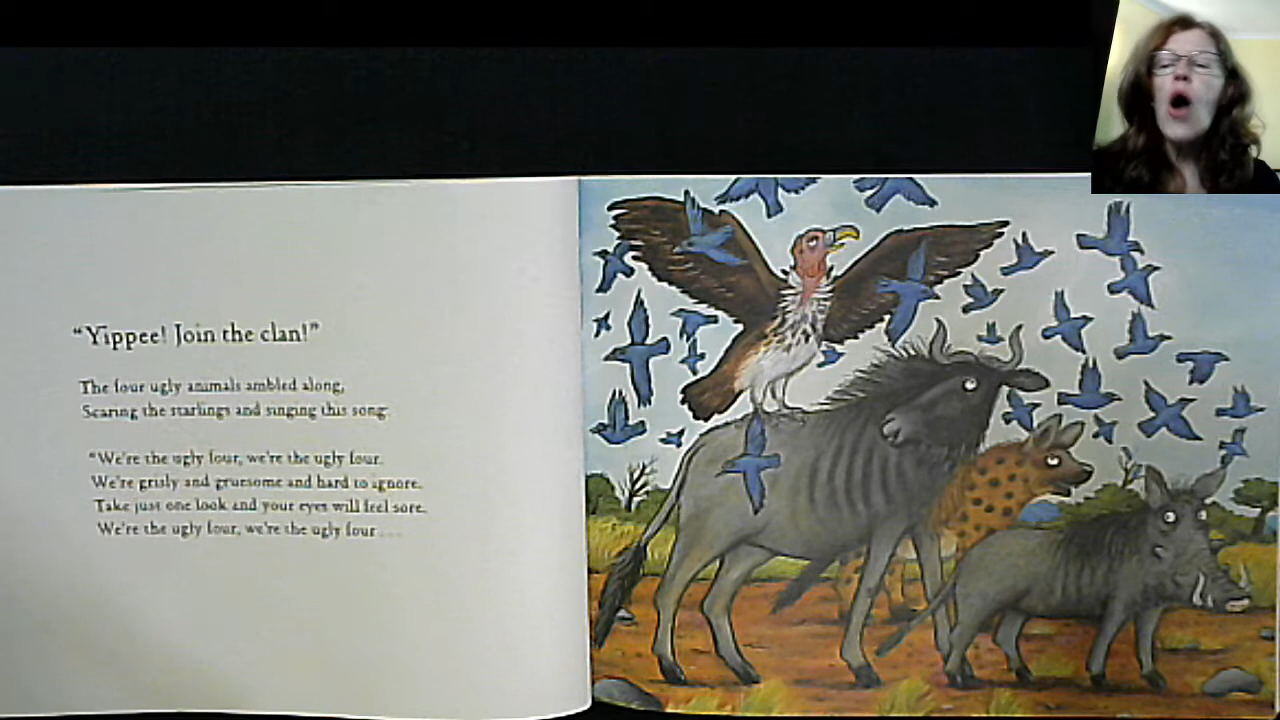 “Yippee! Join the clan!”
The four ugly animals ambled along,
Scaring the starlings and singing this song:
“We’re the ugly four, we’re the ugly four.
We’re grisly and gruesome and hard to ignore.
Take just one look and your eyes will feel sore.
We’re the ugly four, we’re the ugly four . . .